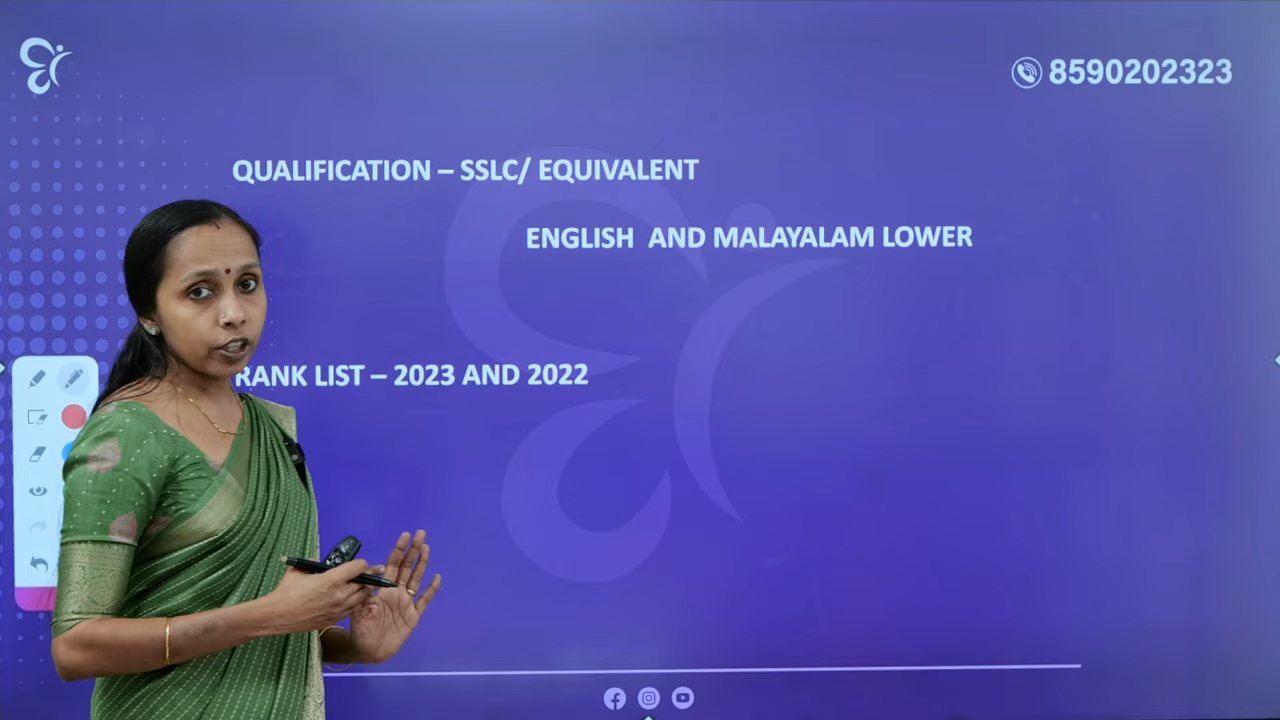 8590202323
QUALIFICATION – SSLC/ EQUIVALENT
ENGLISH AND MALAYALAM LOWER
RANK LIST – 2023 AND 2022